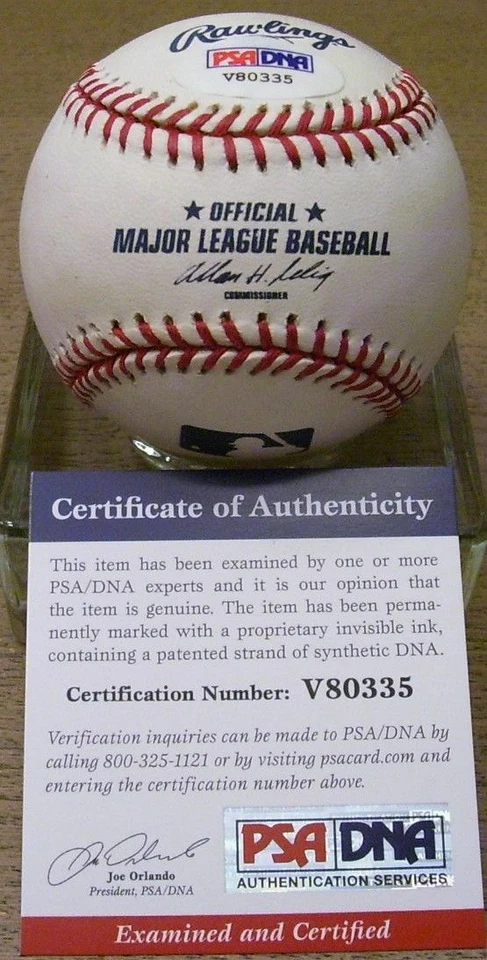 Rawlings
PSA DNA
V80335
★ OFFICIAL ★
MAJOR LEAGUE BASEBALL
Allan H. Selig
COMMISSIONER
Certificate of Authenticity
This item has been examined by one or more
PSA/DNA experts and it is our opinion that
the item is genuine. The item has been perma-
nently marked with a proprietary invisible ink,
containing a patented strand of synthetic DNA.
Certification Number: V80335
Verification inquiries can be made to PSA/DNA by
calling 800-325-1121 or by visiting psacard.com and
entering the certification number above.
Joe Orlando
Joe Orlando
President, PSA/DNA
PSA DNA
AUTHENTICATION SERVICES
Examined and Certified